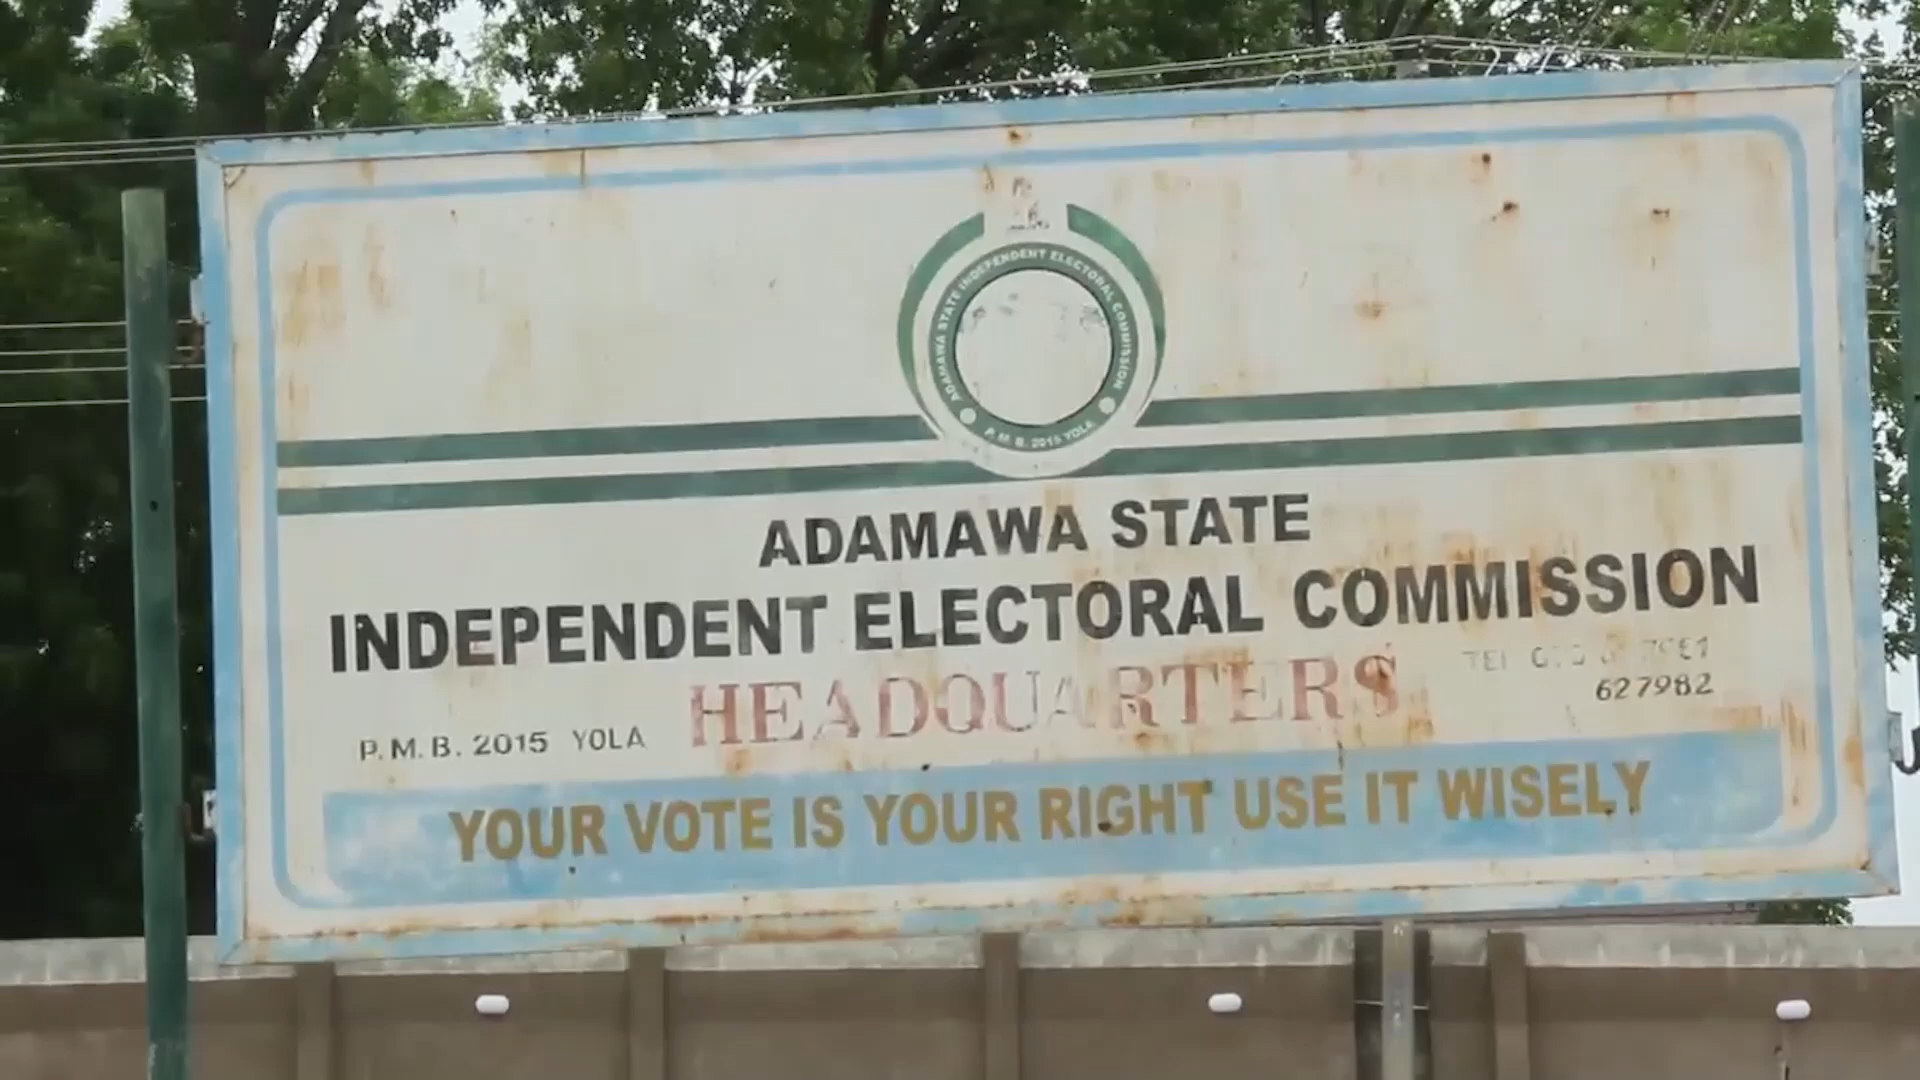 ADAMAWA STATE INDEPENDENT ELECTORAL COMMISSION
P.M.B. 2015 YOLA
ADAMAWA STATE
INDEPENDENT ELECTORAL COMMISSION
HEADQUARTERS
TEL
627982
P.M.B. 2015 YOLA
YOUR VOTE IS YOUR RIGHT USE IT WISELY